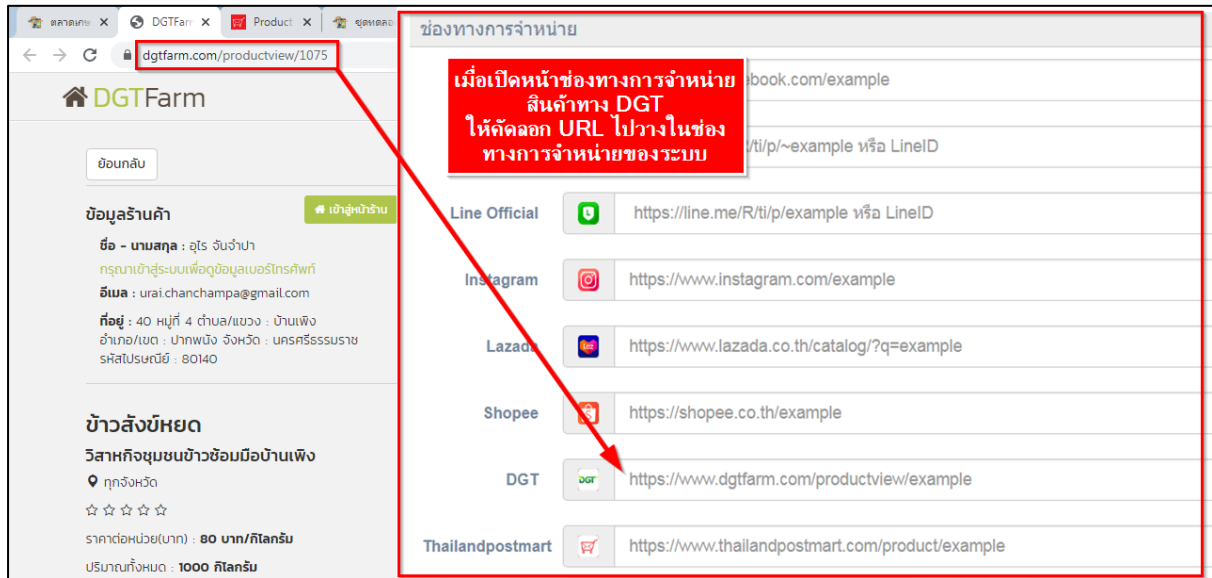 ตลาดเกษ
DGTFarr
Product
ชุดทดลอ
dgtfarm.com/productview/1075
DGTFarm
ย้อนกลับ
ข้อมูลร้านค้า
เข้าสู่หน้าร้าน
ชื่อ - นามสกุล : อุไร จันจำปา
กรุณาเข้าสู่ระบบเพื่อดูข้อมูลเบอร์โทรศัพท์
อีเมล : urai.chanchampa@gmail.com
ที่อยู่ : 40 หมู่ที่ 4 ตำบล/แขวง : บ้านเพิง
อำเภอ/เขต : ปากพนัง จังหวัด : นครศรีธรรมราช
รหัสไปรษณีย์ : 80140
ข้าวสังข์หยด
วิสาหกิจชุมชนข้าวซ้อมมือบ้านเพิง
ทุกจังหวัด
ราคาต่อหน่วย(บาท) : 80 บาท/กิโลกรัม
ปริมาณทั้งหมด : 1000 กิโลกรัม
ช่องทางการจำหน่าย
เมื่อเปิดหน้าช่องทางการจำหน่าย
สินค้าทาง DGT
ให้คัดลอก URL ไปวางในช่อง
ทางการจำหน่ายของระบบ
ebook.com/example
/ti/p/~example หรือ LineID
Line Official https://line.me/R/ti/p/example หรือ LineID
Instagram https://www.instagram.com/example
Lazada https://www.lazada.co.th/catalog/?q=example
Shopee https://shopee.co.th/example
DGT DGT https://www.dgtfarm.com/productview/example
Thailandpostmart https://www.thailandpostmart.com/product/example